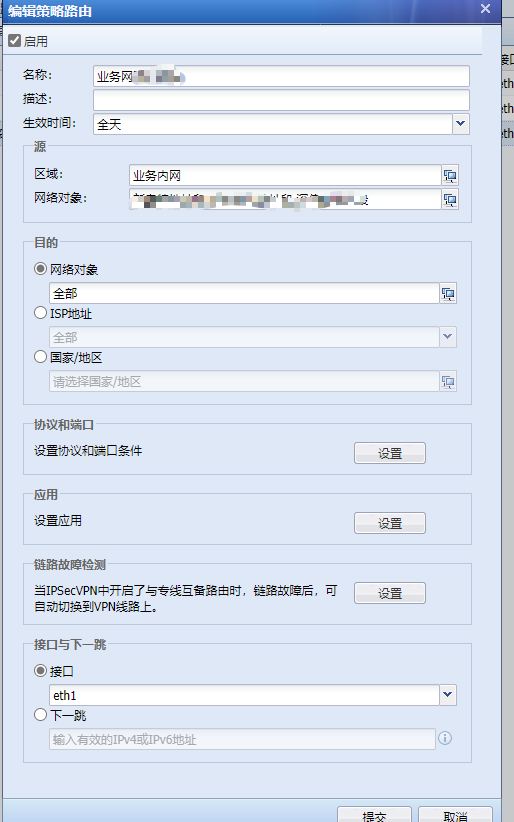 编辑策略路由
启用
名称: 业务网
描述:
生效时间: 全天
源
区域: 业务内网
网络对象:
目的
网络对象
全部
ISP地址
全部
国家/地区
请选择国家/地区
协议和端口
设置协议和端口条件 设置
应用
设置应用 设置
链路故障检测
当IPSecVPN中开启了与专线互备路由时，链路故障后，可 设置
自动切换到VPN线路上。
接口与下一跳
接口
eth1
下一跳
输入有效的IPv4或IPv6地址
提交 取消